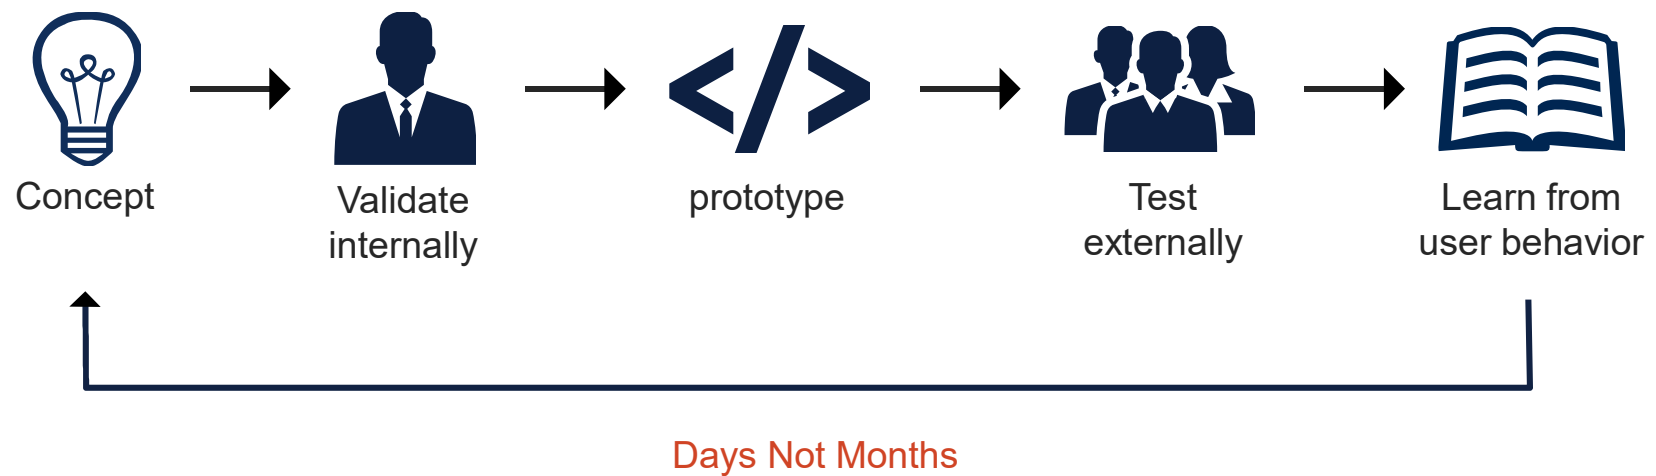 Concept
Validate
internally
prototype
Test
externally
Learn from
user behavior
Days Not Months